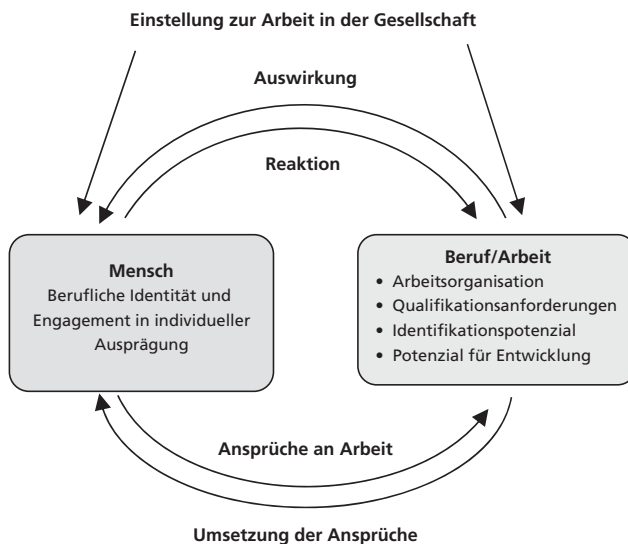 Einstellung zur Arbeit in der Gesellschaft
Auswirkung
Reaktion
Mensch
Berufliche Identität und
Engagement in individueller
Ausprägung
Beruf/Arbeit
• Arbeitsorganisation
• Qualifikationsanforderungen
• Identifikationspotenzial
• Potenzial für Entwicklung
Ansprüche an Arbeit
Umsetzung der Ansprüche